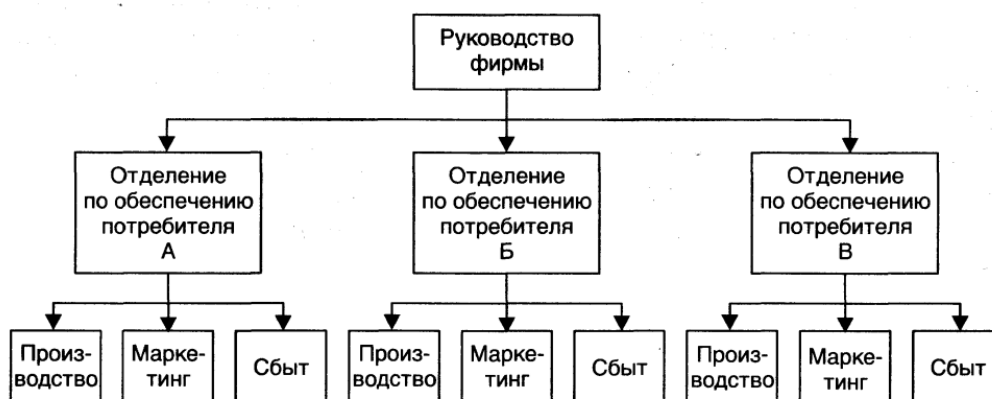 Руководство
фирмы
Отделение
по обеспечению
потребителя
А
Отделение
по обеспечению
потребителя
Б
Отделение
по обеспечению
потребителя
В
Произ-
водство
Марке-
тинг
Сбыт
Произ-
водство
Марке-
тинг
Сбыт
Произ-
водство
Марке-
тинг
Сбыт